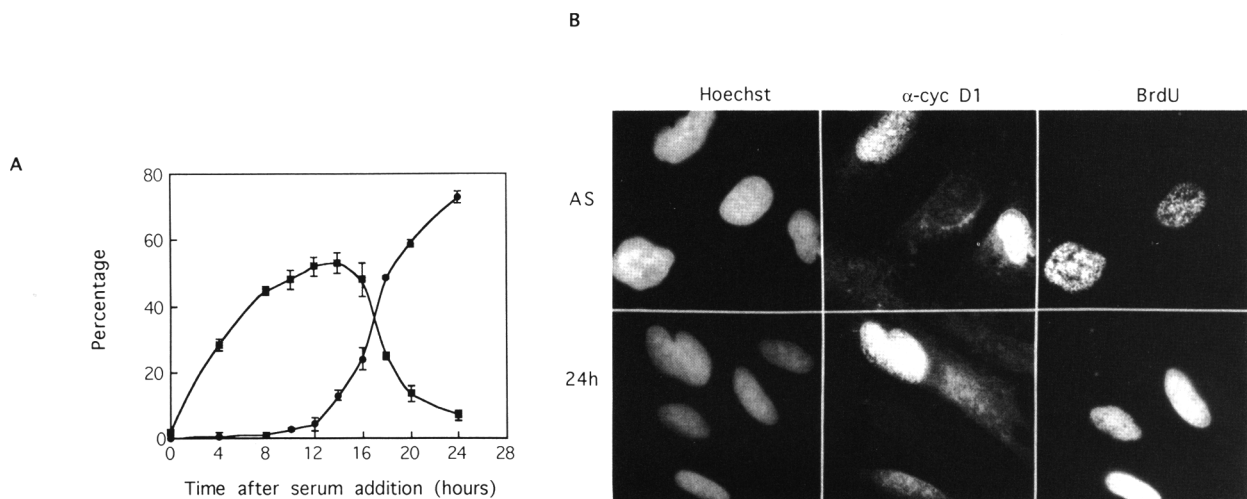 A
Percentage
80
60
40
20
0
0 4 8 12 16 20 24 28
Time after serum addition (hours)
B
Hoechst α-cyc D1 BrdU
AS
24h